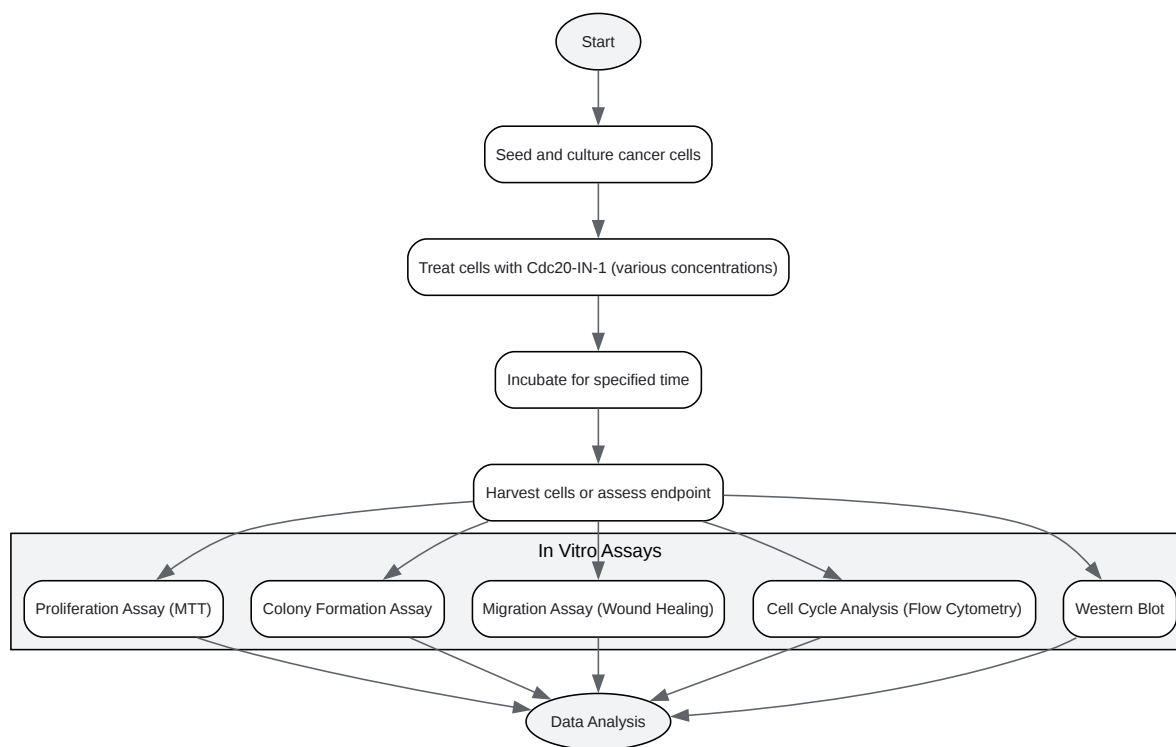 Start
Seed and culture cancer cells
Treat cells with Cdc20-IN-1 (various concentrations)
Incubate for specified time
Harvest cells or assess endpoint
In Vitro Assays
Proliferation Assay (MTT)
Colony Formation Assay
Migration Assay (Wound Healing)
Cell Cycle Analysis (Flow Cytometry)
Western Blot
Data Analysis